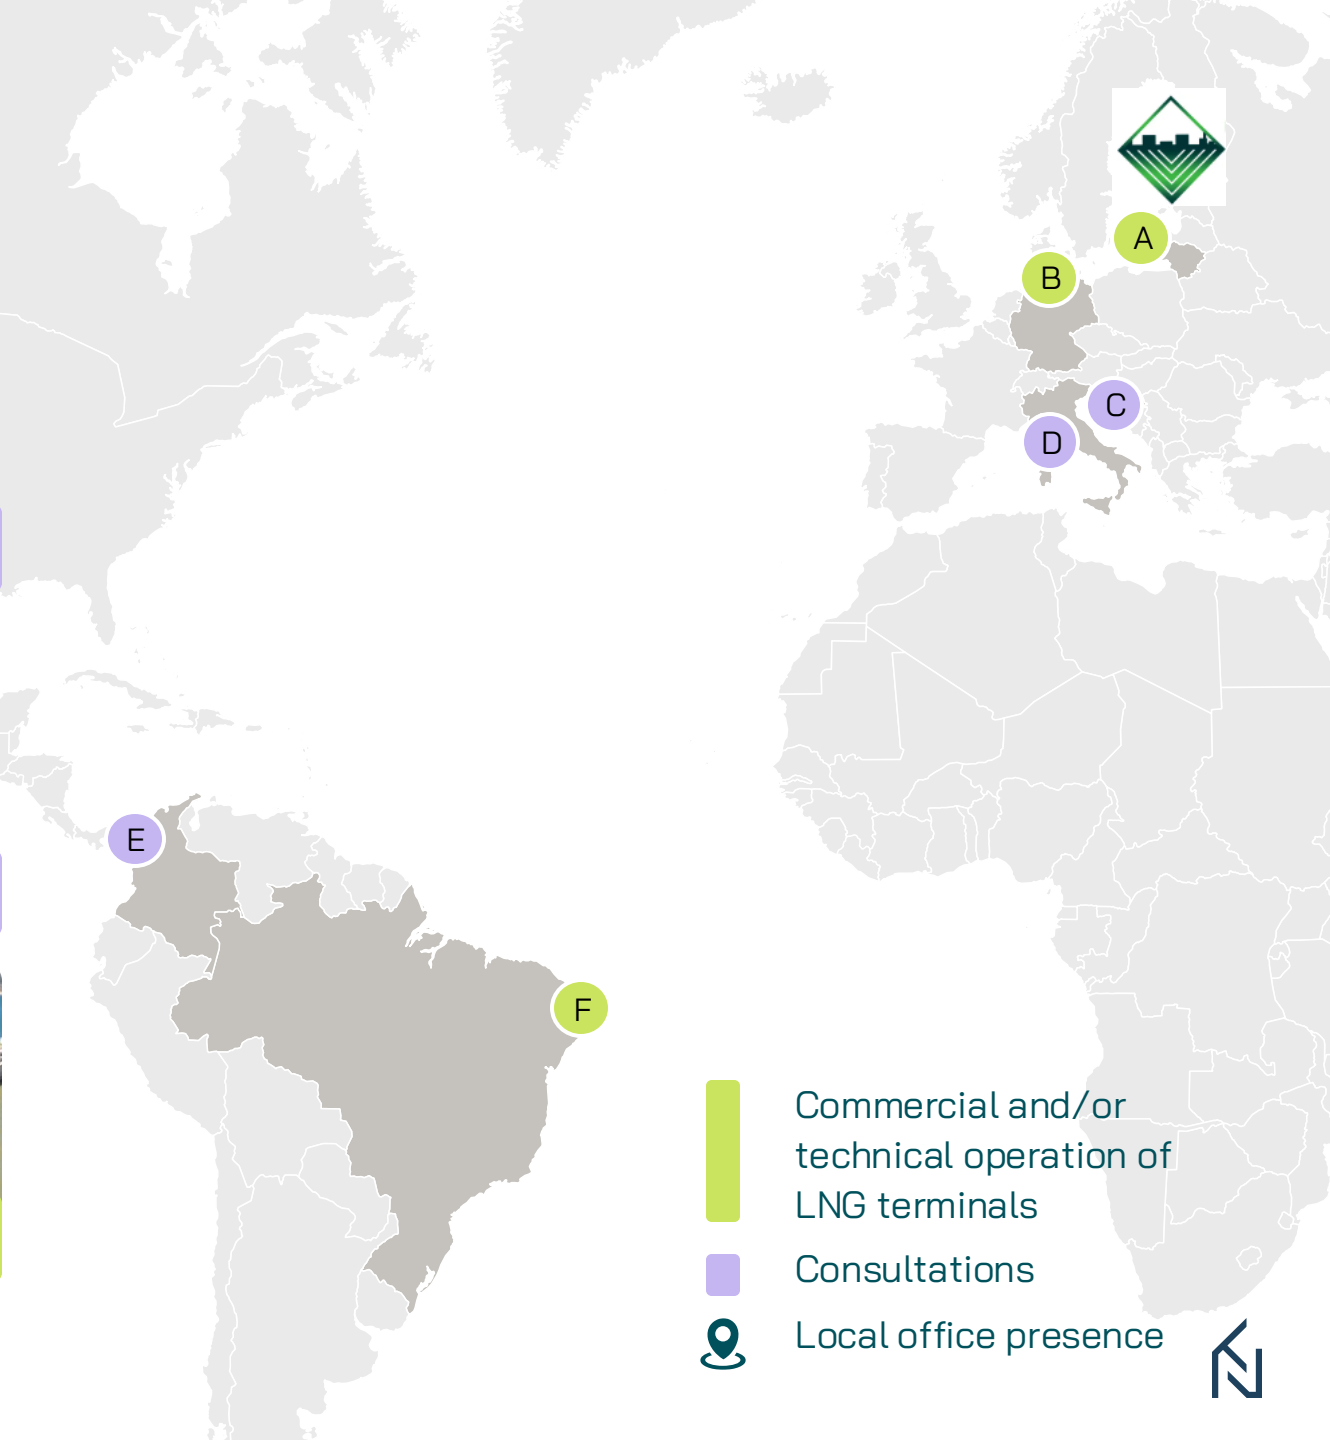 A
B
C
D
E
F
Commercial and/or
technical operation of
LNG terminals
Consultations
Local office presence